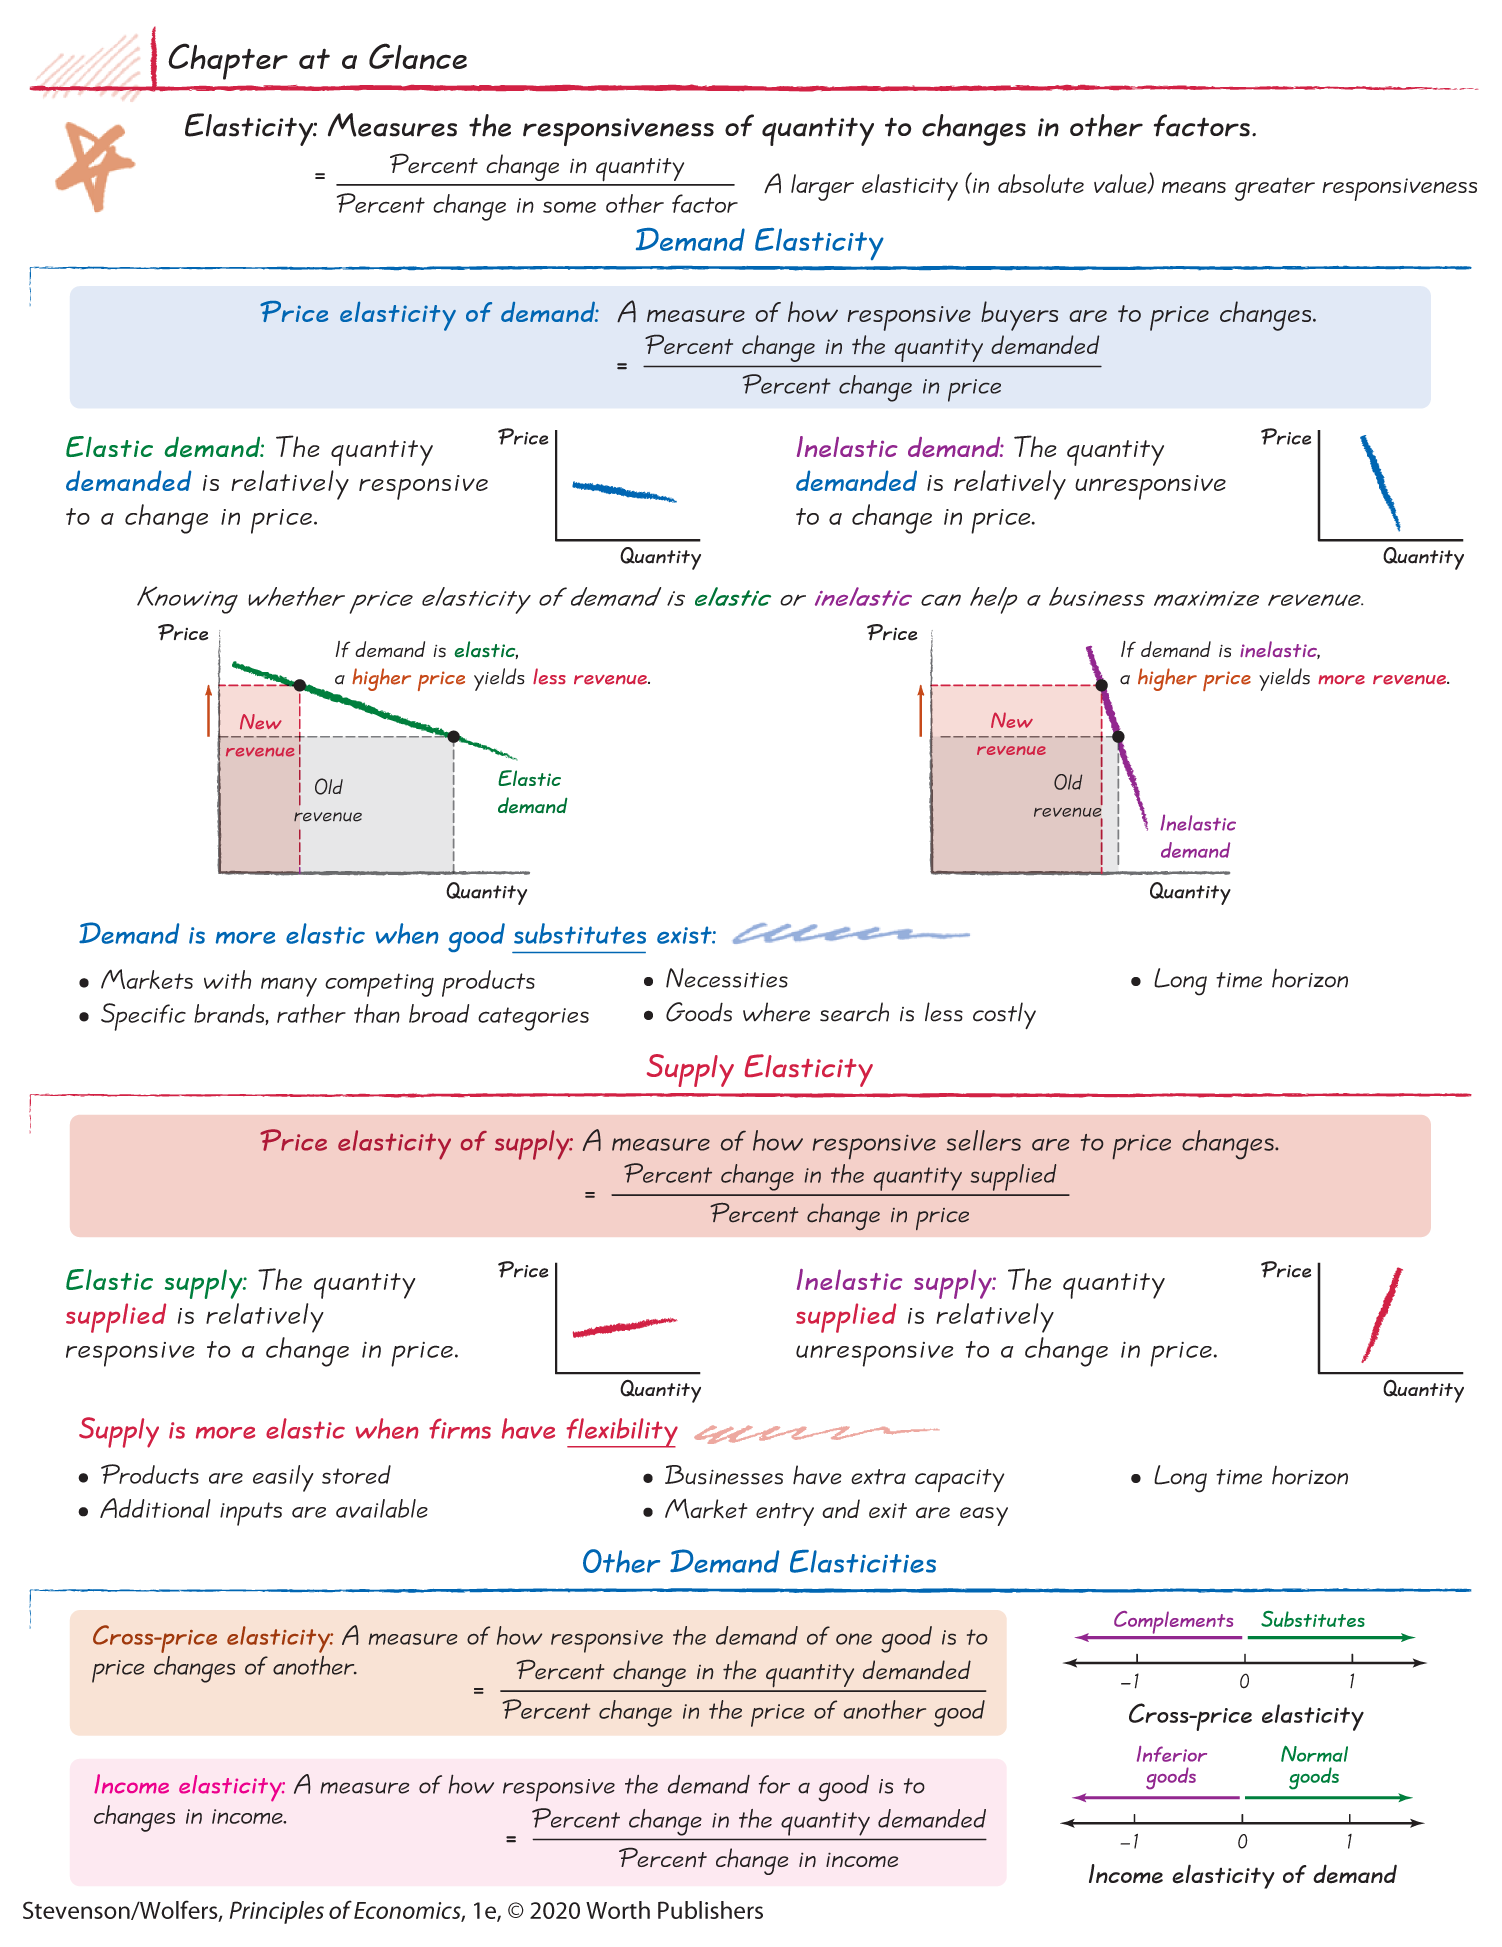 Chapter at a Glance
Elasticity: Measures the responsiveness of quantity to changes in other factors.
= Percent change in quantity
Percent change in some other factor
A larger elasticity (in absolute value) means greater responsiveness
Demand Elasticity
Price elasticity of demand: A measure of how responsive buyers are to price changes.
= Percent change in the quantity demanded
Percent change in price
Elastic demand: The quantity
demanded is relatively responsive
to a change in price.
Price
Quantity
Inelastic demand: The quantity
demanded is relatively unresponsive
to a change in price.
Price
Quantity
Knowing whether price elasticity of demand is elastic or inelastic can help a business maximize revenue.
Price
If demand is elastic,
a higher price yields less revenue.
New
revenue
Old
revenue
Elastic
demand
Quantity
Price
If demand is inelastic,
a higher price yields more revenue.
New
revenue
Old
revenue
Inelastic
demand
Quantity
Demand is more elastic when good substitutes exist:
• Markets with many competing products
• Specific brands, rather than broad categories
• Necessities
• Goods where search is less costly
• Long time horizon
Supply Elasticity
Price elasticity of supply: A measure of how responsive sellers are to price changes.
= Percent change in the quantity supplied
Percent change in price
Elastic supply: The quantity
supplied is relatively
responsive to a change in price.
Price
Quantity
Inelastic supply: The quantity
supplied is relatively
unresponsive to a change in price.
Price
Quantity
Supply is more elastic when firms have flexibility
• Products are easily stored
• Additional inputs are available
• Businesses have extra capacity
• Market entry and exit are easy
• Long time horizon
Other Demand Elasticities
Cross-price elasticity: A measure of how responsive the demand of one good is to
price changes of another.
= Percent change in the quantity demanded
Percent change in the price of another good
Complements Substitutes
–1 0 1
Cross-price elasticity
Income elasticity: A measure of how responsive the demand for a good is to
changes in income.
= Percent change in the quantity demanded
Percent change in income
Inferior
goods
Normal
goods
–1 0 1
Income elasticity of demand
Stevenson/Wolfers, Principles of Economics, 1e, © 2020 Worth Publishers